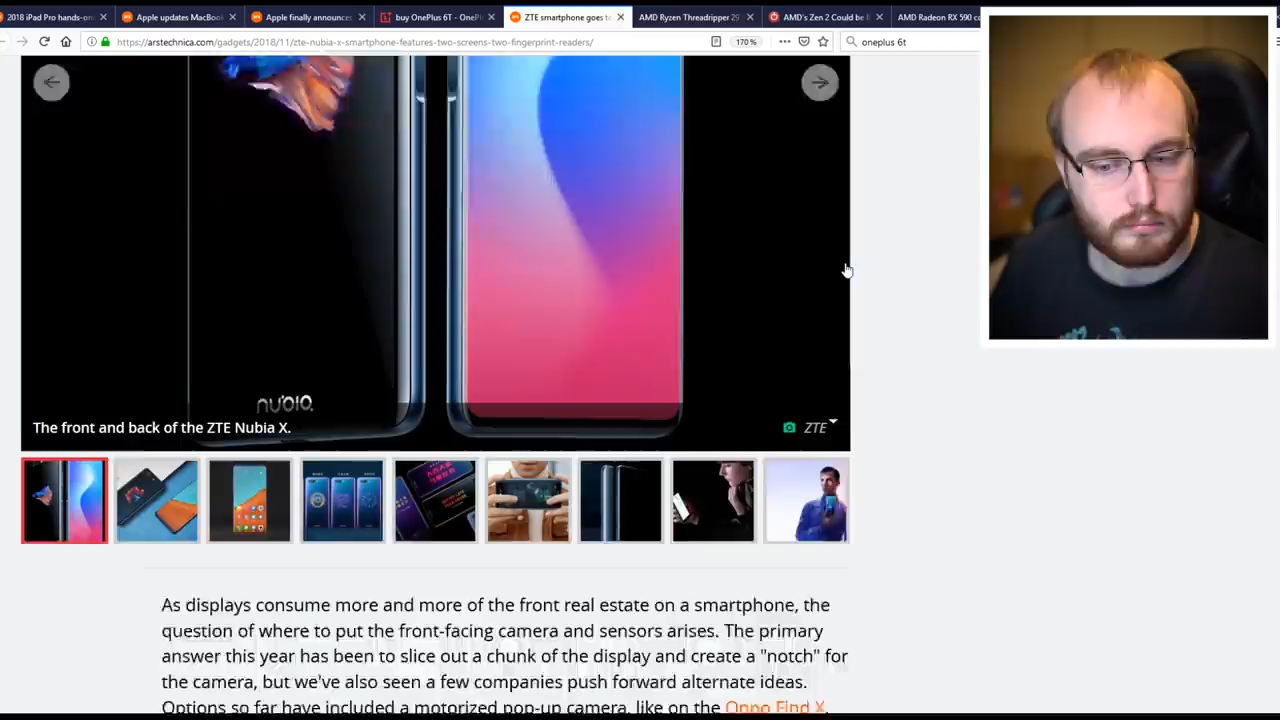 2018 iPad Pro hands-on
Apple updates MacBook
Apple finally announces
buy OnePlus 6T - OneP
ZTE smartphone goes to
AMD Ryzen Threadripper 29
AMD's Zen 2 Could be
AMD Radeon RX 590 co
https://arstechnica.com/gadgets/2018/11/zte-nubia-x-smartphone-features-two-screens-two-fingerprint-readers/
170%
oneplus 6t
nubia
The front and back of the ZTE Nubia X.
ZTE
As displays consume more and more of the front real estate on a smartphone, the
question of where to put the front-facing camera and sensors arises. The primary
answer this year has been to slice out a chunk of the display and create a "notch" for
the camera, but we've also seen a few companies push forward alternate ideas.
Options so far have included a motorized pop-up camera, like on the Oppo Find X,